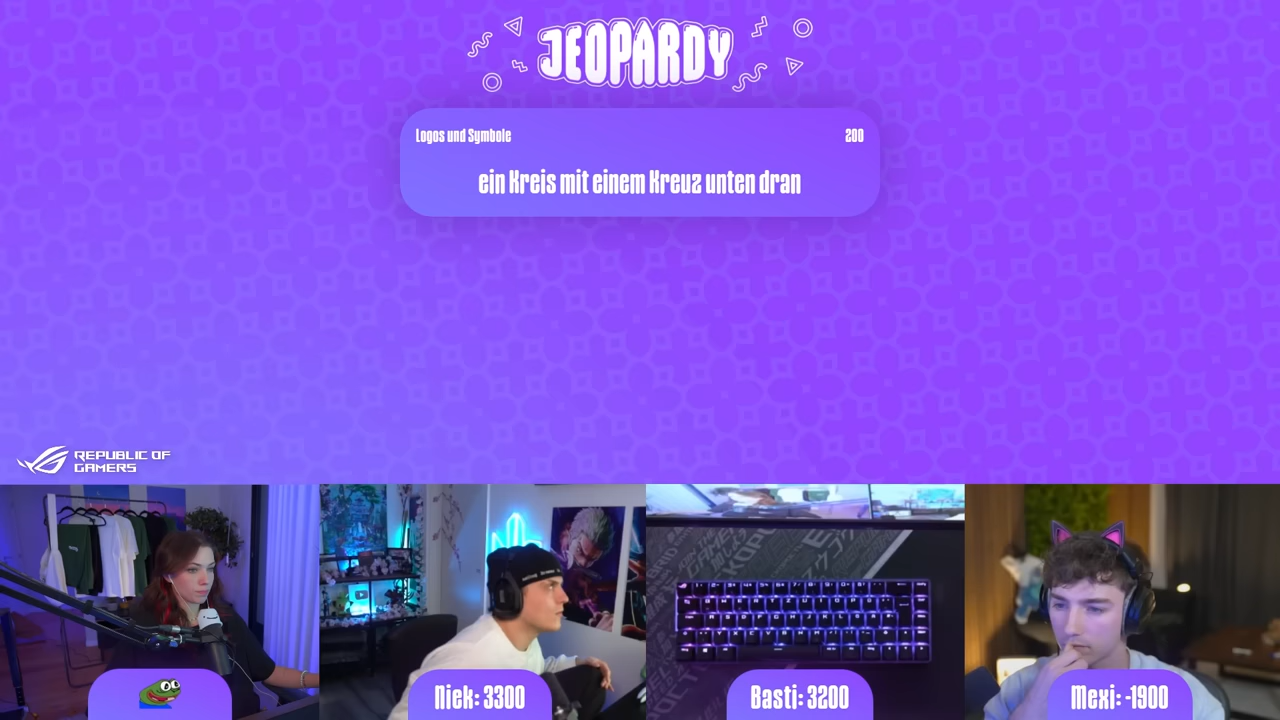 JEOPARDY
Logos und Symbole
200
ein Kreis mit einem Kreuz unten dran
REPUBLIC OF
GAMERS
Niek: 3300
Basti: 3200
Mexi: -1900